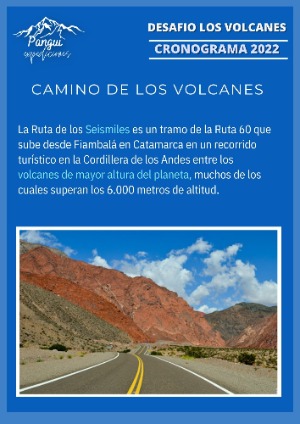 DESAFIO LOS VOLCANES
CRONOGRAMA 2022
Pangui
expediciones
CAMINO DE LOS VOLCANES
La Ruta de los Seismiles es un tramo de la Ruta 60 que
sube desde Fiambalá en Catamarca en un recorrido
turístico en la Cordillera de los Andes entre los
volcanes de mayor altura del planeta, muchos de los
cuales superan los 6.000 metros de altitud.